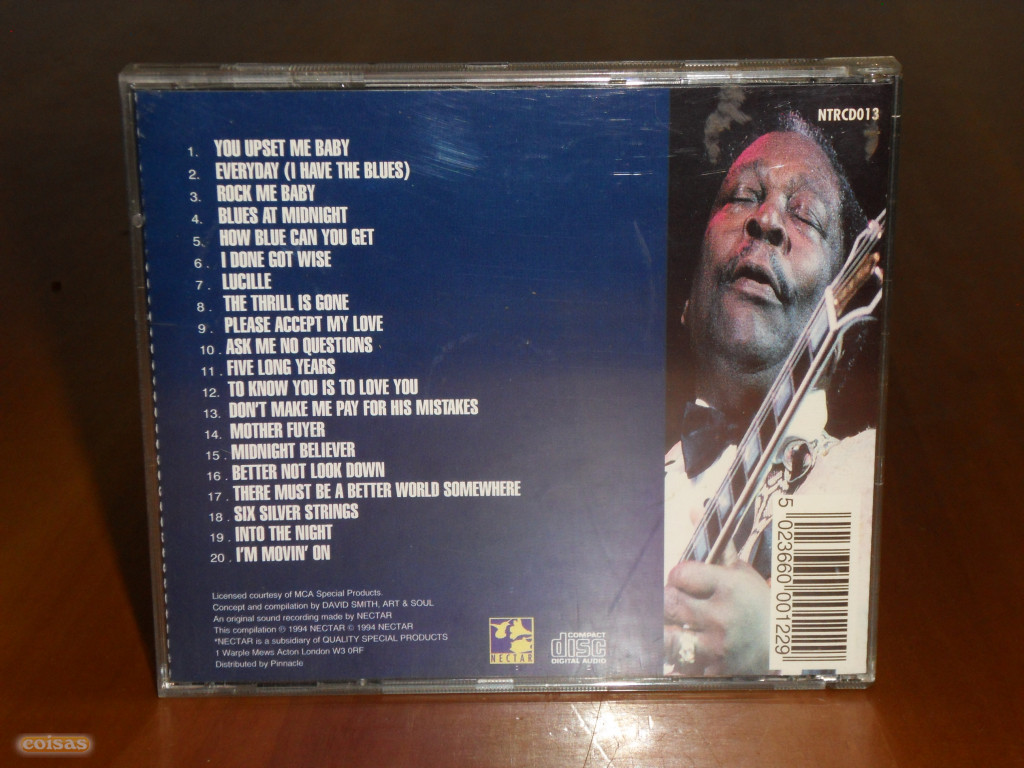 NTRCD013
1. YOU UPSET ME BABY
2. EVERYDAY (I HAVE THE BLUES)
3. ROCK ME BABY
4. BLUES AT MIDNIGHT
5. HOW BLUE CAN YOU GET
6. I DONE GOT WISE
7. LUCILLE
8. THE THRILL IS GONE
9. PLEASE ACCEPT MY LOVE
10. ASK ME NO QUESTIONS
11. FIVE LONG YEARS
12. TO KNOW YOU IS TO LOVE YOU
13. DON'T MAKE ME PAY FOR HIS MISTAKES
14. MOTHER FUYER
15. MIDNIGHT BELIEVER
16. BETTER NOT LOOK DOWN
17. THERE MUST BE A BETTER WORLD SOMEWHERE
18. SIX SILVER STRINGS
19. INTO THE NIGHT
20. I'M MOVIN' ON
Licensed courtesy of MCA Special Products.
Concept and compilation by DAVID SMITH, ART & SOUL
An original sound recording made by NECTAR
This compilation ℗ 1994 NECTAR © 1994 NECTAR
*NECTAR is a subsidiary of QUALITY SPECIAL PRODUCTS
1 Warple Mews Acton London W3 0RF
Distributed by Pinnacle
NECTAR
COMPACT
disc
DIGITAL AUDIO
5 023660 001229
coisas